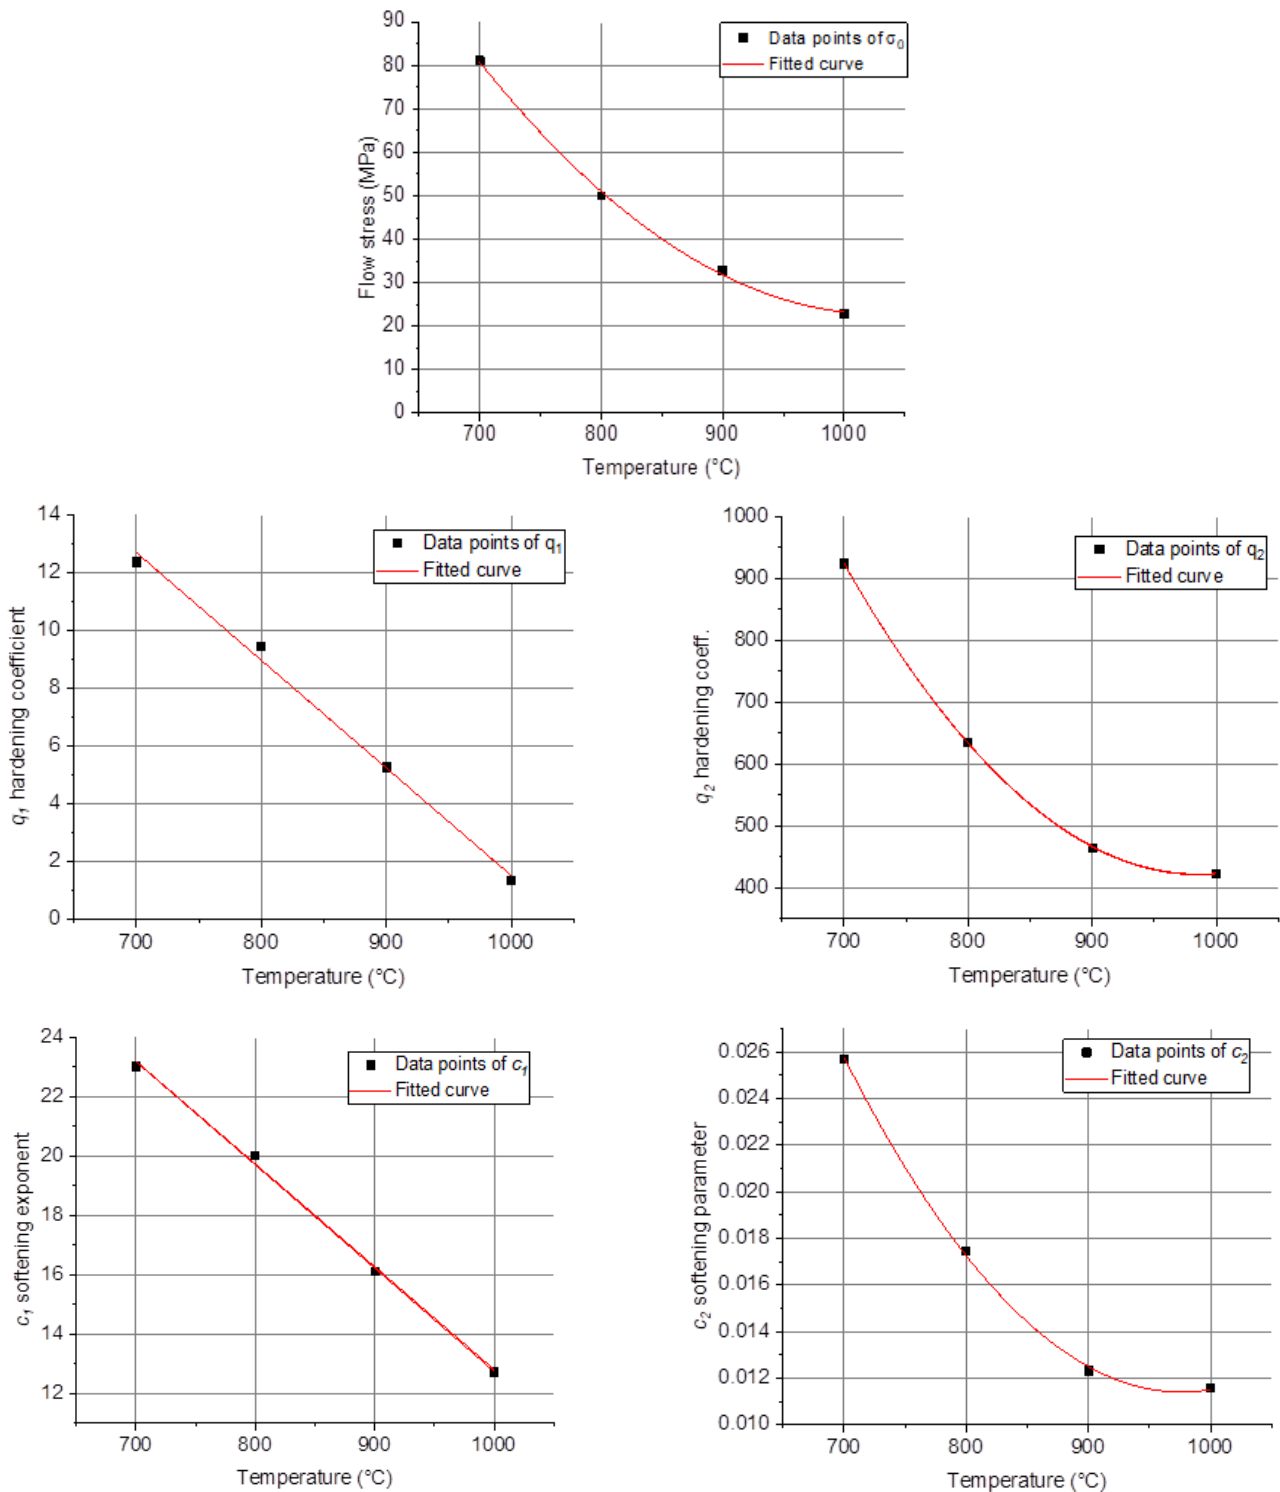 90
80
70
60
50
40
30
20
10
0
Flow stress (MPa)
Data points of σ0
Fitted curve
700 800 900 1000
Temperature (°C)
14
12
10
8
6
4
2
0
q1 hardening coefficient
Data points of q1
Fitted curve
700 800 900 1000
Temperature (°C)
1000
900
800
700
600
500
400
q2 hardening coeff.
Data points of q2
Fitted curve
700 800 900 1000
Temperature (°C)
24
22
20
18
16
14
12
c1 softening exponent
Data points of c1
Fitted curve
700 800 900 1000
Temperature (°C)
0.026
0.024
0.022
0.020
0.018
0.016
0.014
0.012
0.010
c2 softening parameter
Data points of c2
Fitted curve
700 800 900 1000
Temperature (°C)